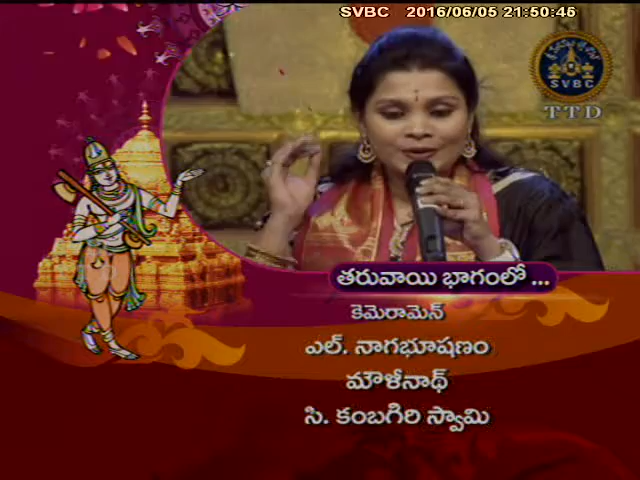 SVBC 2016/06/05 21:50:46
SVBC
TTD
తరువాయి భాగంలో ...
కెమెరామెన్
ఎల్. నాగభూషణం
మౌళీనాథ్
సి. కంబగిరి స్వామి